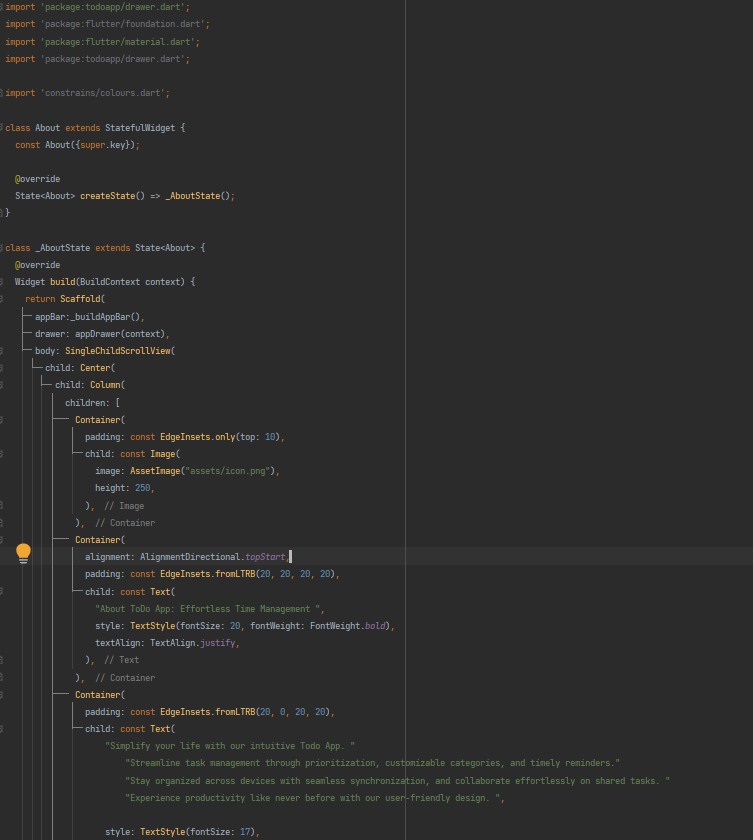 import 'package:todoapp/drawer.dart';
import 'package:flutter/foundation.dart';
import 'package:flutter/material.dart';
import 'package:todoapp/drawer.dart';
import 'constrains/colours.dart';
class About extends StatefulWidget {
const About({super.key});
@override
State<About> createState() => _AboutState();
}
class _AboutState extends State<About> {
@override
Widget build(BuildContext context) {
return Scaffold(
appBar:_buildAppBar(),
drawer: appDrawer(context),
body: SingleChildScrollView(
child: Center(
child: Column(
children: [
Container(
padding: const EdgeInsets.only(top: 10),
child: const Image(
image: AssetImage("assets/icon.png"),
height: 250,
), // Image
), // Container
Container(
alignment: AlignmentDirectional.topStart,
padding: const EdgeInsets.fromLTRB(20, 20, 20, 20),
child: const Text(
"About ToDo App: Effortless Time Management ",
style: TextStyle(fontSize: 20, fontWeight: FontWeight.bold),
textAlign: TextAlign.justify,
), // Text
), // Container
Container(
padding: const EdgeInsets.fromLTRB(20, 0, 20, 20),
child: const Text(
"Simplify your life with our intuitive Todo App. "
"Streamline task management through prioritization, customizable categories, and timely reminders."
"Stay organized across devices with seamless synchronization, and collaborate effortlessly on shared tasks. "
"Experience productivity like never before with our user-friendly design. ",
style: TextStyle(fontSize: 17),